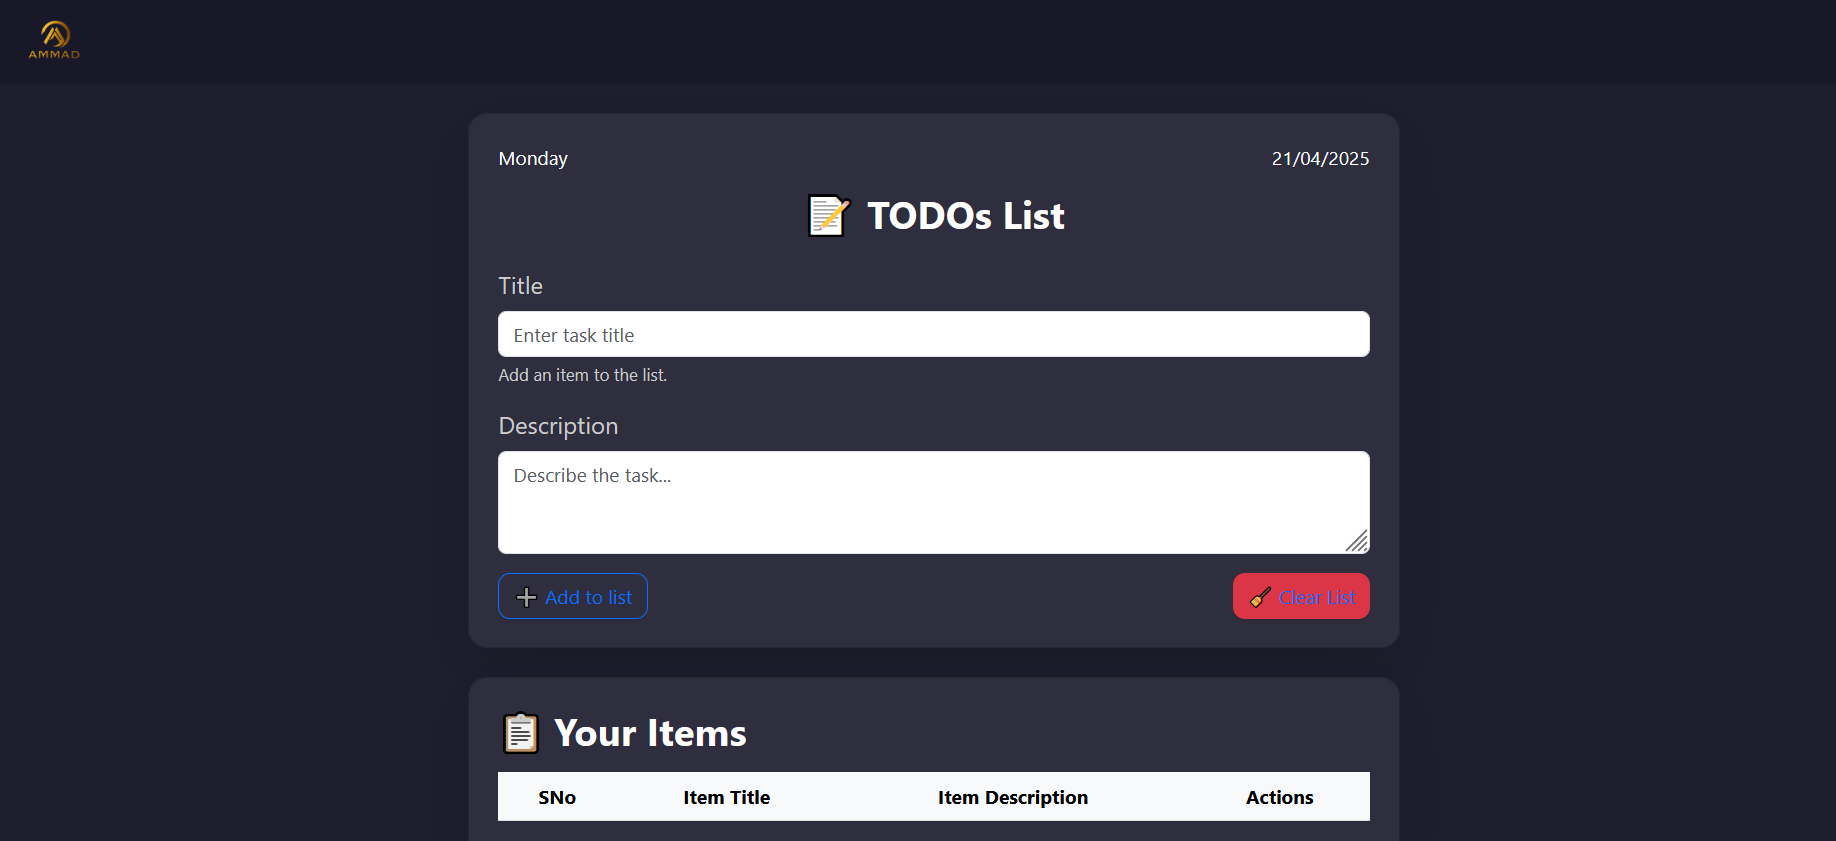 AMMAD
Monday 21/04/2025
📝 TODOs List
Title
Enter task title
Add an item to the list.
Description
Describe the task...
➕ Add to list 🧹 Clear List
📋 Your Items
SNo Item Title Item Description Actions